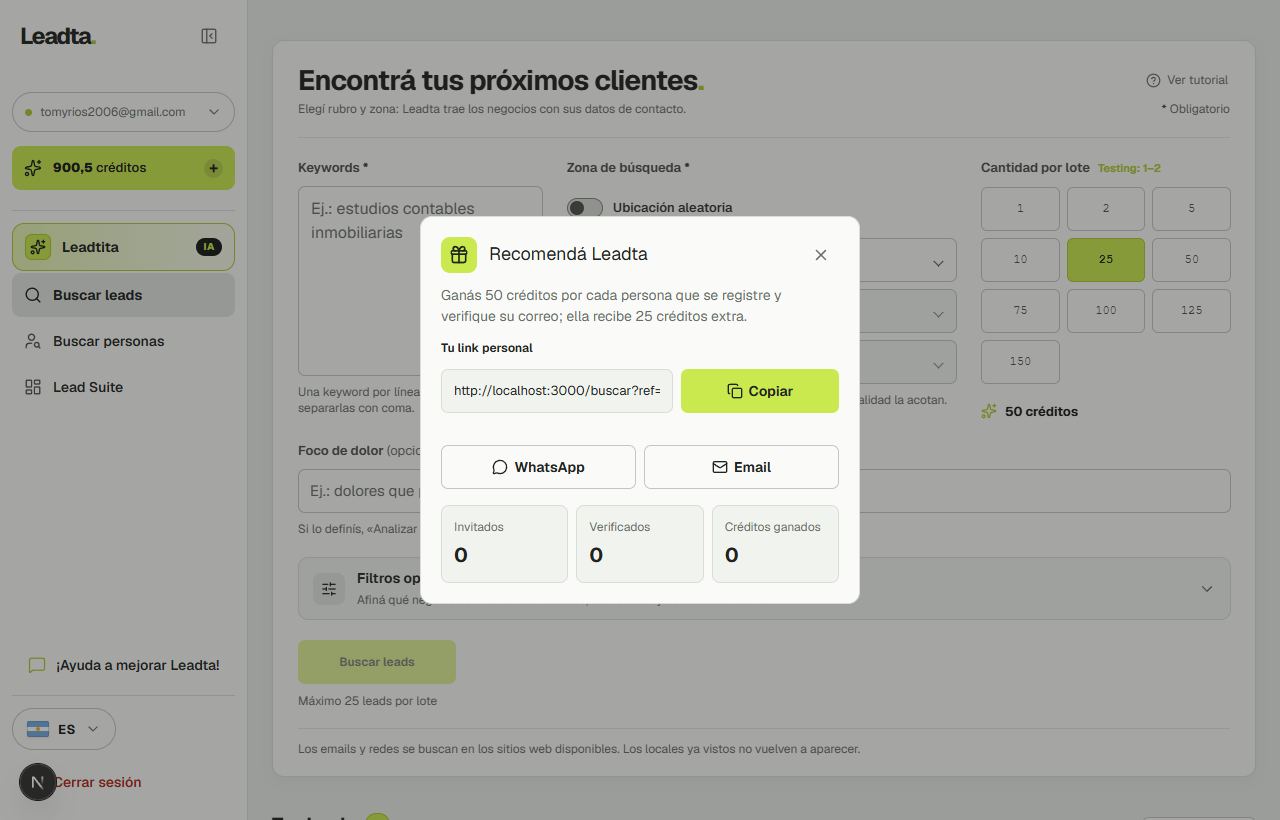 Leadta.
tomyrios2006@gmail.com
900,5 créditos
+
Leadtita
IA
Buscar leads
Buscar personas
Lead Suite
¡Ayuda a mejorar Leadta!
ES
N
Cerrar sesión
Encontrá tus próximos clientes.
Ver tutorial
Elegí rubro y zona: Leadta trae los negocios con sus datos de contacto.
* Obligatorio
Keywords *
Ej.: estudios contables
inmobiliarias
Una keyword por línea
separarlas con coma.
Zona de búsqueda *
Ubicación aleatoria
alidad la acotan.
Cantidad por lote Testing: 1–2
1
2
5
10
25
50
75
100
125
150
50 créditos
Foco de dolor (opcio
Ej.: dolores que
Si lo definís, «Analizar
Filtros op
Afiná qué neg
Buscar leads
Máximo 25 leads por lote
Los emails y redes se buscan en los sitios web disponibles. Los locales ya vistos no vuelven a aparecer.
Recomendá Leadta
Ganás 50 créditos por cada persona que se registre y
verifique su correo; ella recibe 25 créditos extra.
Tu link personal
http://localhost:3000/buscar?ref=
Copiar
WhatsApp
Email
Invitados
0
Verificados
0
Créditos ganados
0